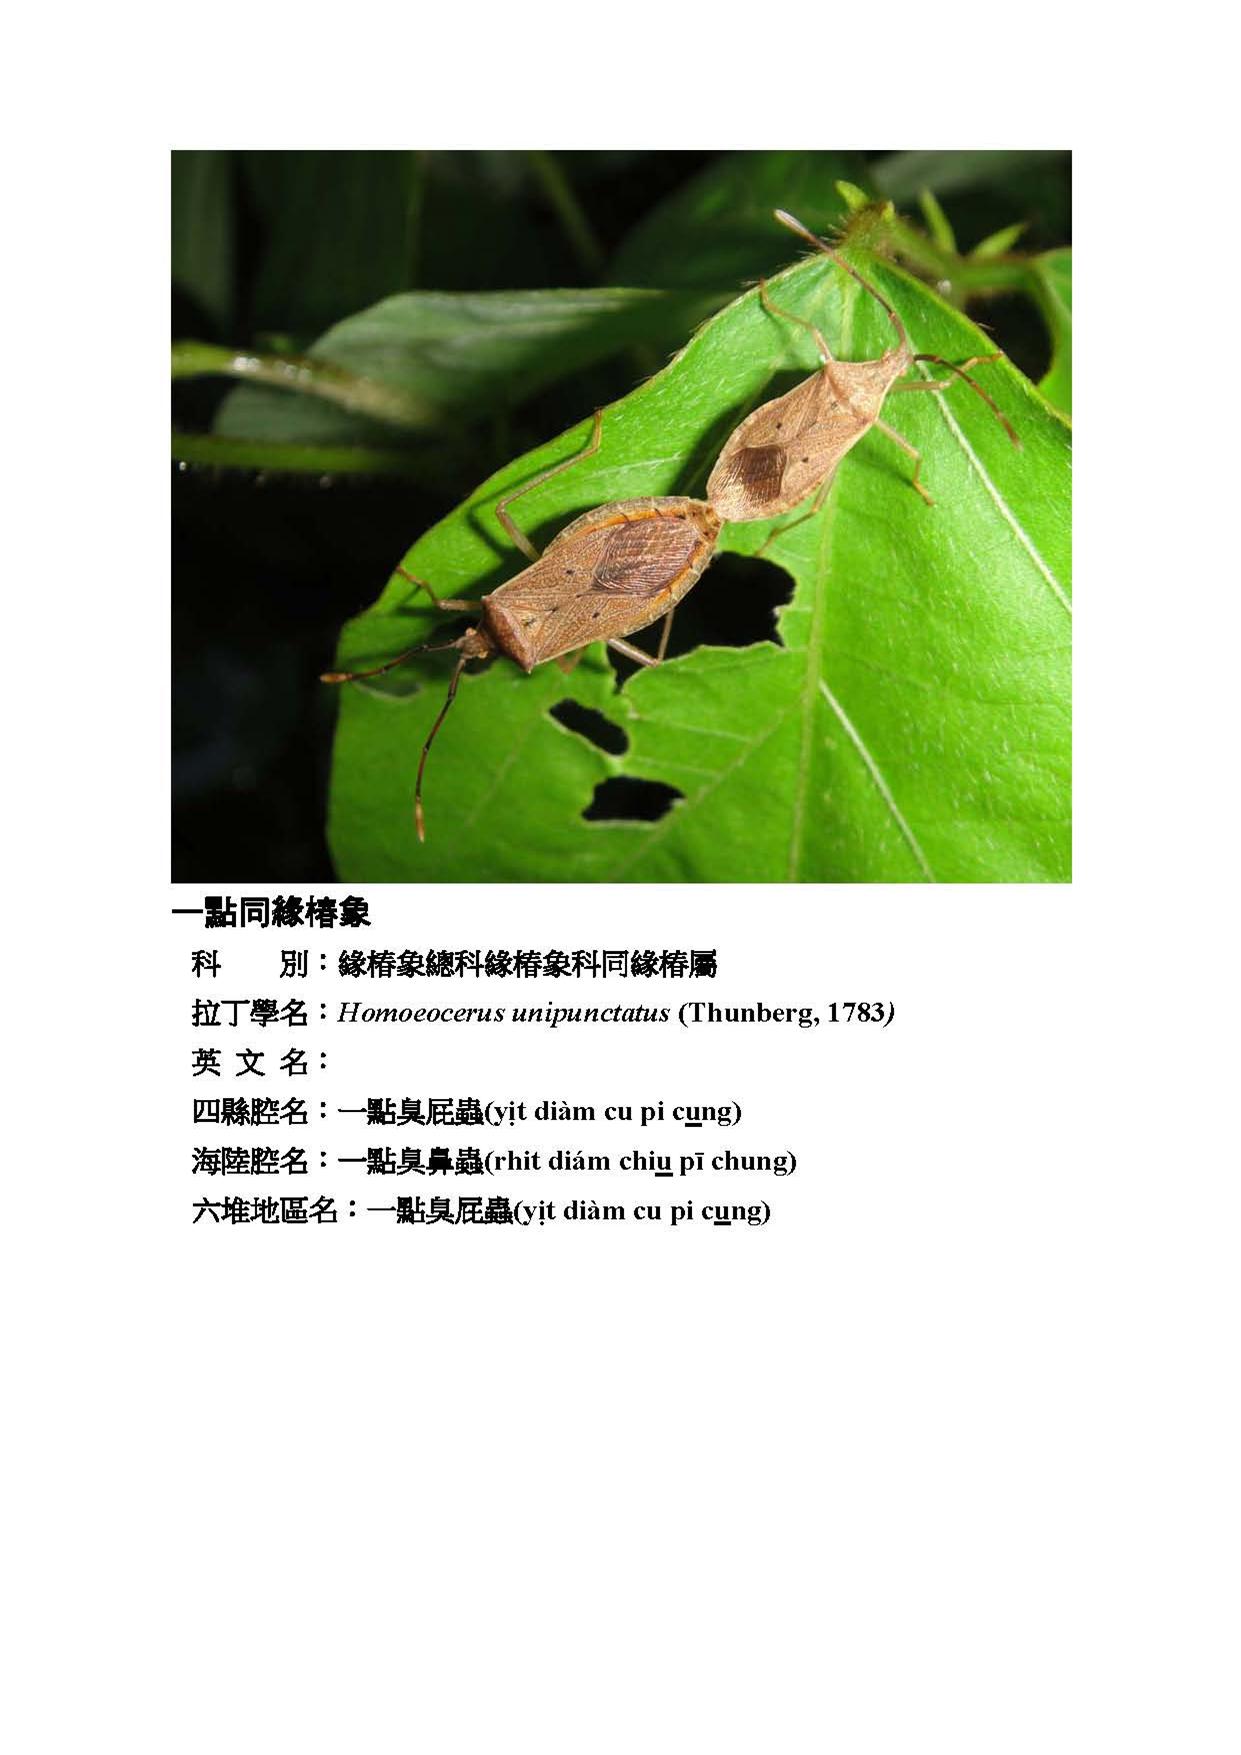 一點同緣椿象
科　　別：緣椿象總科緣椿象科同緣椿屬
拉丁學名：Homoeocerus unipunctatus (Thunberg, 1783)
英 文 名：
四縣腔名：一點臭屁蟲(yịt diàm cu pi cung)
海陸腔名：一點臭鼻蟲(rhit diám chiu pī chung)
六堆地區名：一點臭屁蟲(yịt diàm cu pi cung)